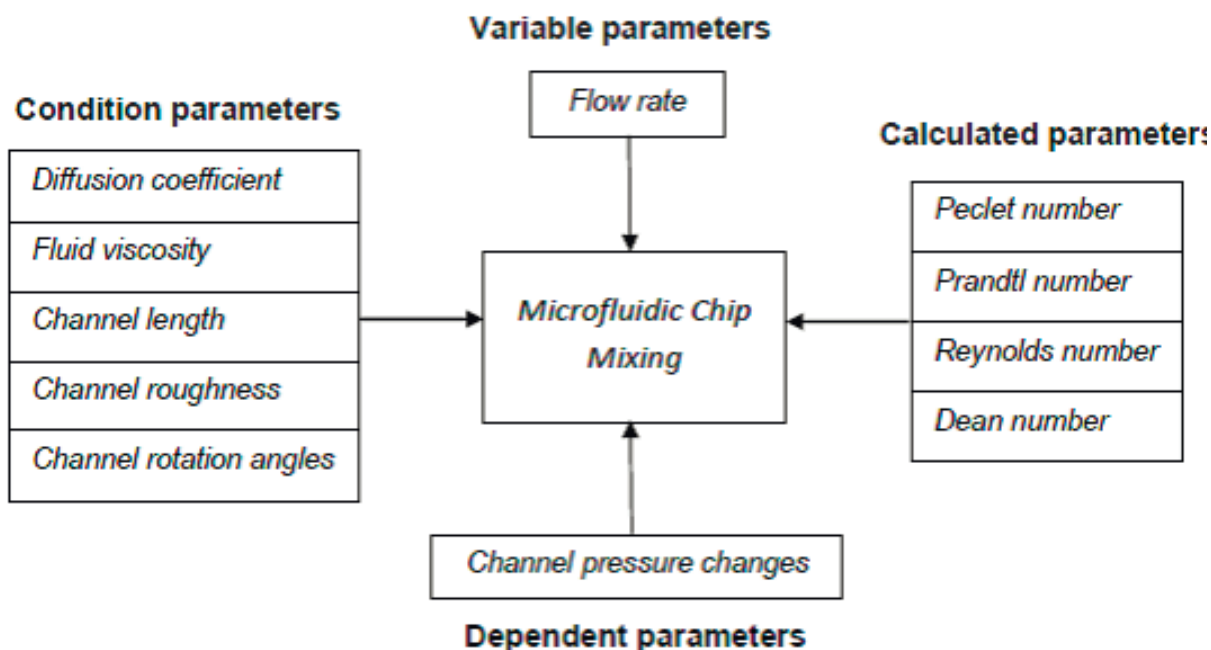 Variable parameters
Flow rate
Condition parameters
Diffusion coefficient
Fluid viscosity
Channel length
Channel roughness
Channel rotation angles
Microfluidic Chip
Mixing
Calculated parameters
Peclet number
Prandtl number
Reynolds number
Dean number
Channel pressure changes
Dependent parameters